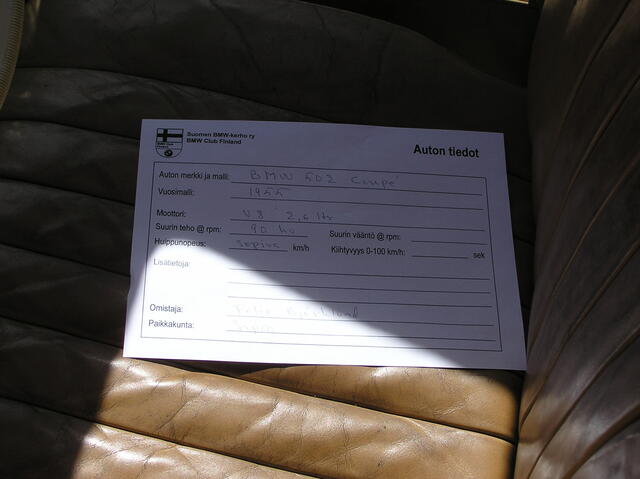 Suomen BMW-kerho ry
BMW Club Finland
Auton tiedot
Auton merkki ja malli: BMW 502 Coupé
Vuosimalli: 1955
Moottori: V8 2,6 ltr
Suurin teho @ rpm: 90 hv Suurin vääntö @ rpm:
Huippunopeus: sopiva km/h Kiihtyvyys 0-100 km/h: sek
Lisätietoja:
Omistaja:
Paikkakunta: